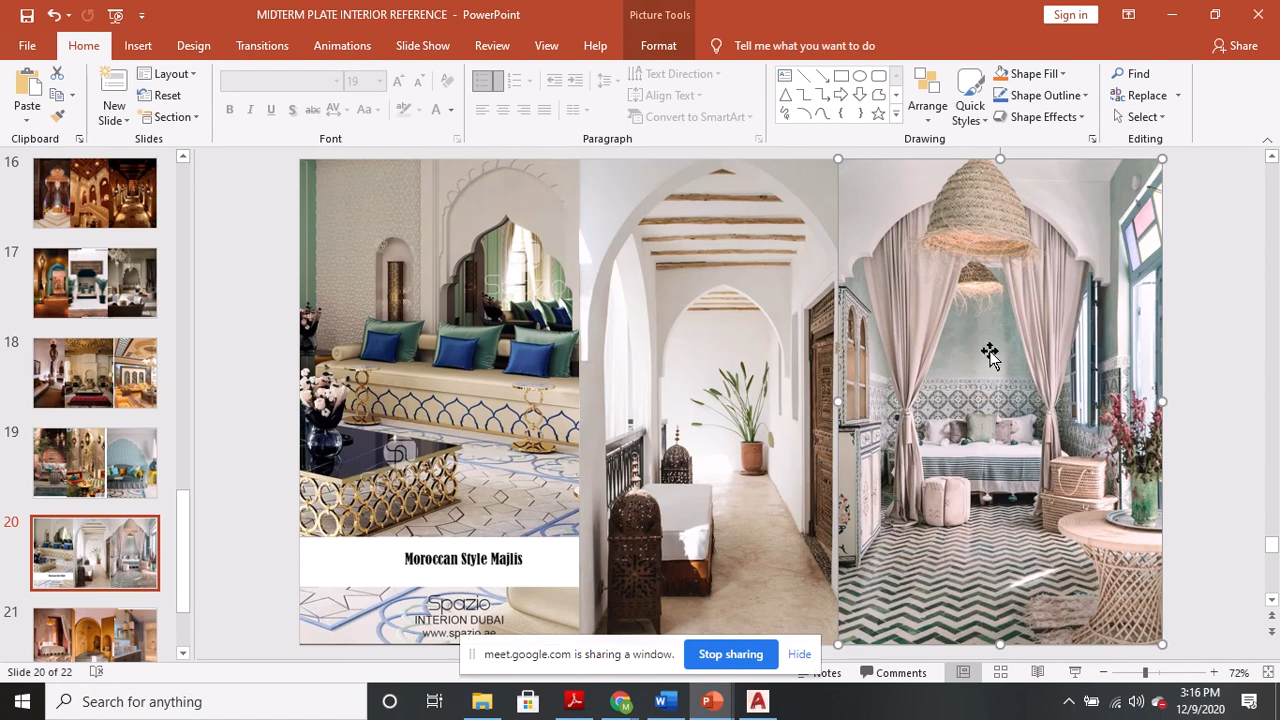 MIDTERM PLATE INTERIOR REFERENCE - PowerPoint
Picture Tools
Sign in
File
Home
Insert
Design
Transitions
Animations
Slide Show
Review
View
Help
Format
Tell me what you want to do
Share
Paste
New Slide
Layout
Reset
Section
19
Text Direction
Align Text
Convert to SmartArt
Arrange
Quick Styles
Shape Fill
Shape Outline
Shape Effects
Find
Replace
Select
Clipboard
Slides
Font
Paragraph
Drawing
Editing
16
17
18
19
20
21
Spazio
Moroccan Style Majlis
Spazio
INTERIOR DUBAI
www.spazio.ae
meet.google.com is sharing a window.
Stop sharing
Hide
Slide 20 of 22
Notes
Comments
72%
Search for anything
3:16 PM
12/9/2020